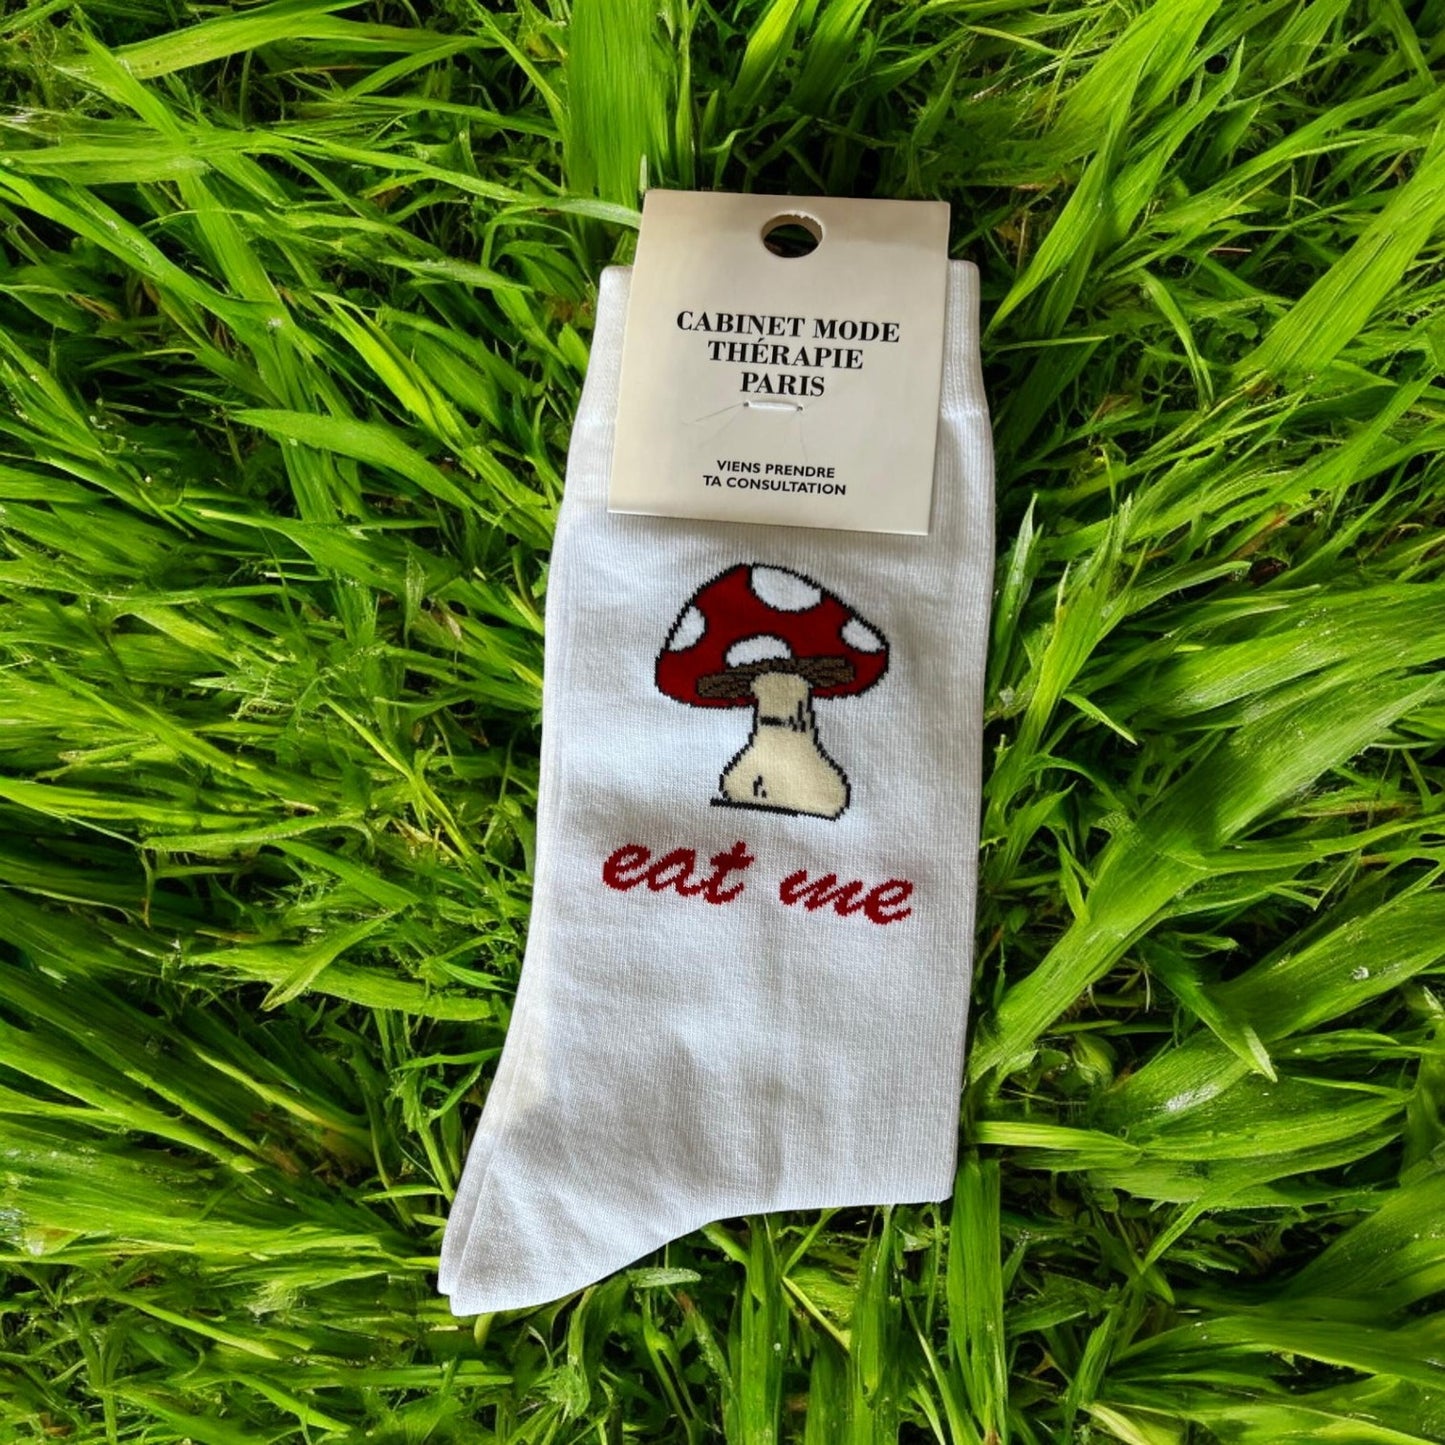 CABINET MODE
THÉRAPIE
PARIS
VIENS PRENDRE
TA CONSULTATION
eat me